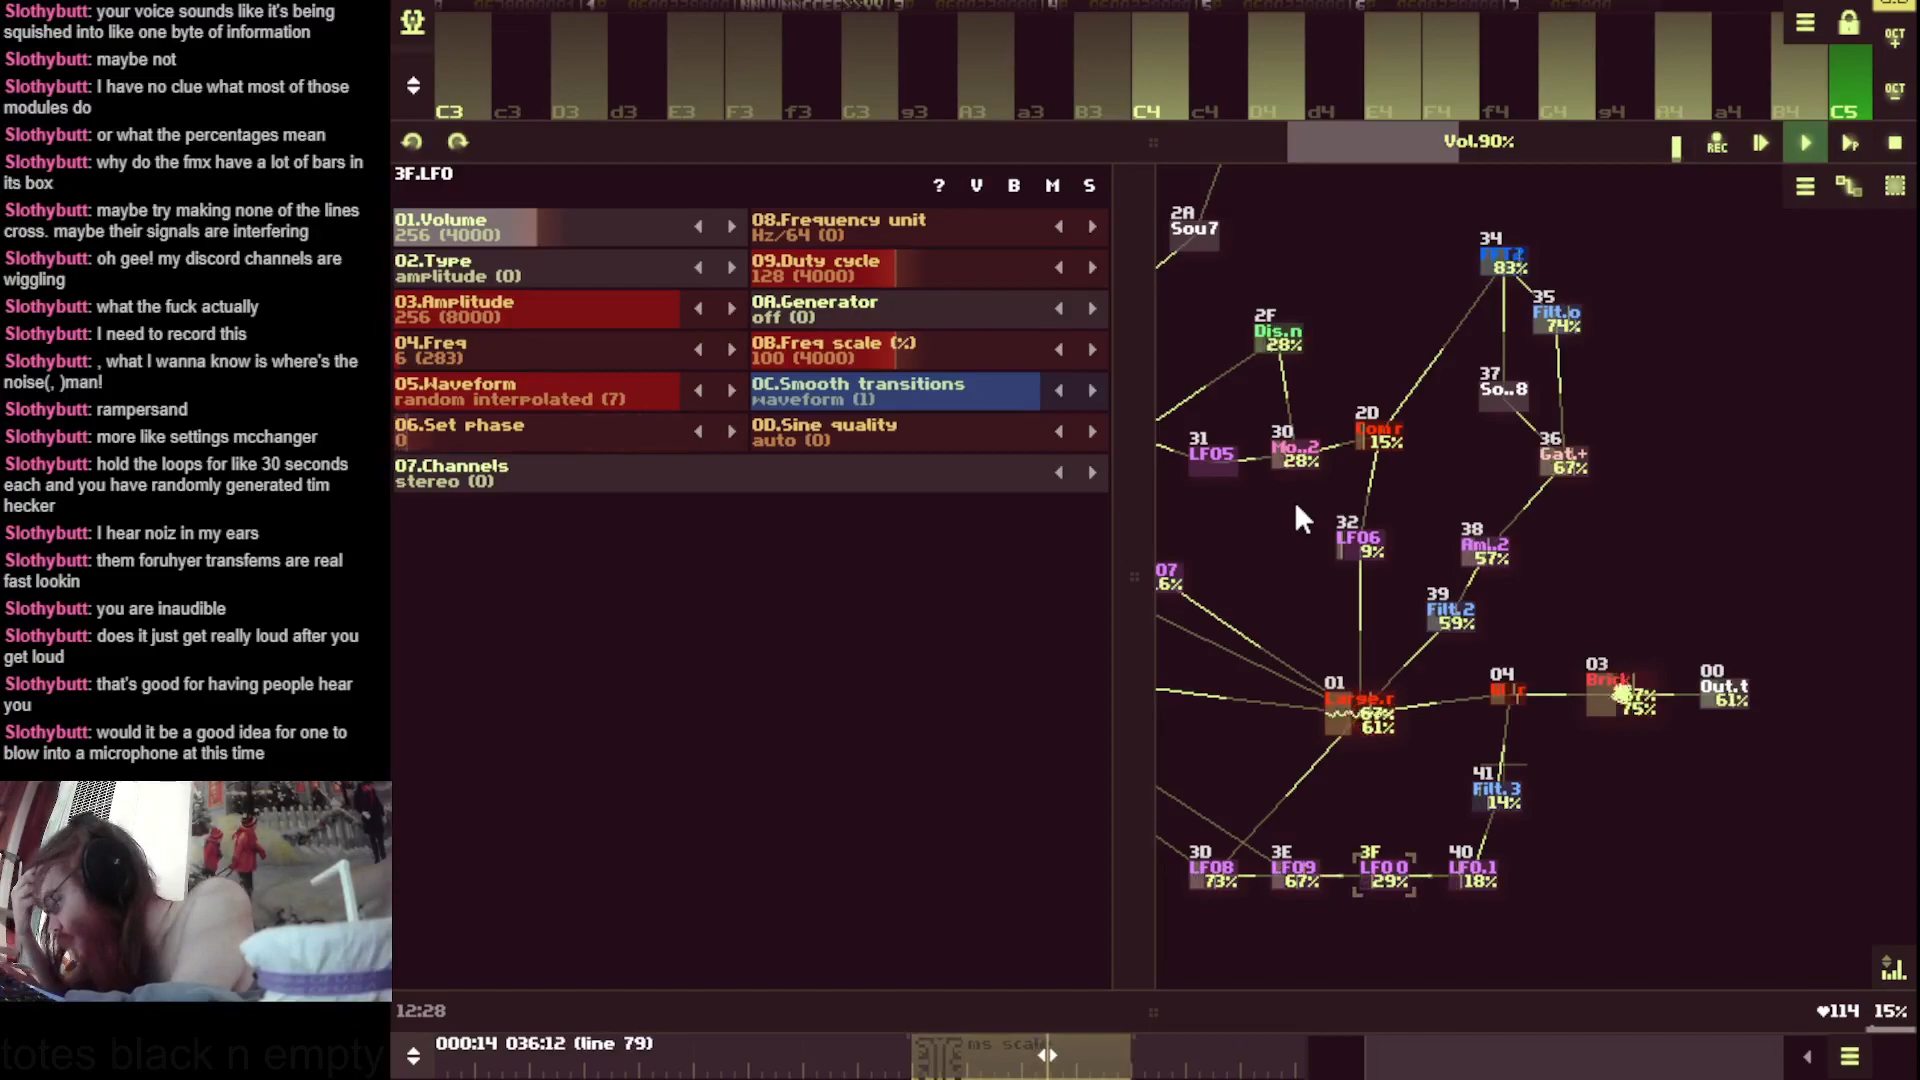 Slothybutt: your voice sounds like it's being
squished into like one byte of information
Slothybutt: maybe not
Slothybutt: I have no clue what most of those
modules do
Slothybutt: or what the percentages mean
Slothybutt: why do the fmx have a lot of bars in
its box
Slothybutt: maybe try making none of the lines
cross. maybe their signals are interfering
Slothybutt: oh gee! my discord channels are
wiggling
Slothybutt: what the fuck actually
Slothybutt: I need to record this
Slothybutt: , what I wanna know is where's the
noise(, )man!
Slothybutt: rampersand
Slothybutt: more like settings mcchanger
Slothybutt: hold the loops for like 30 seconds
each and you have randomly generated tim
hecker
Slothybutt: I hear noiz in my ears
Slothybutt: them foruhyer transfems are real
fast lookin
Slothybutt: you are inaudible
Slothybutt: does it just get really loud after you
get loud
Slothybutt: that's good for having people hear
you
Slothybutt: would it be a good idea for one to
blow into a microphone at this time
totes black n empty
C3 c3 D3 d3 E3 F3 f3 G3 g3 A3 a3 B3 C4 c4 D4 d4 E4 F4 f4 G4 g4 A4 a4 B4 C5
OCT
+
OCT
-
Vol.90%
REC
3F.LFO
? V B M S
01.Volume
256 (4000)
02.Type
amplitude (0)
03.Amplitude
256 (8000)
04.Freq
6 (283)
05.Waveform
random interpolated (7)
06.Set phase
0
07.Channels
stereo (0)
08.Frequency unit
Hz/64 (0)
09.Duty cycle
128 (4000)
0A.Generator
off (0)
0B.Freq scale (%)
100 (4000)
0C.Smooth transitions
waveform (1)
0D.Sine quality
auto (0)
2A
Sou7
34
83%
35
Filt.o
74%
2F
Dis.n
28%
37
So..8
2D
Com.r
15%
31
LFO5
30
Mo..2
28%
36
Gat.+
67%
32
LFO6
9%
38
Am..2
57%
39
Filt.2
59%
01
61%
04
03
Brick
75%
00
Out.t
61%
41
Filt.3
14%
3D
LFO8
73%
3E
LFO9
67%
3F
LFO0
29%
40
LFO.1
18%
12:28
♥114 15%
000:14 036:12 (line 79)
ms scale